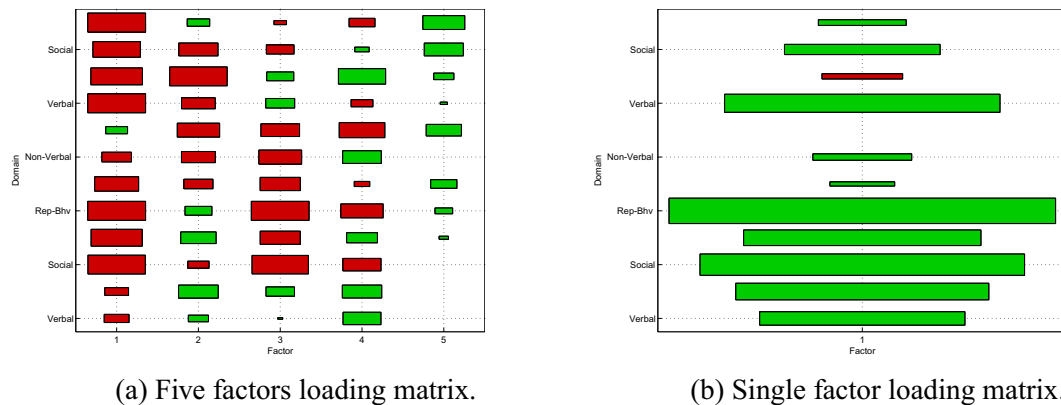 Social
Verbal
Non-Verbal
Rep-Bhv
Social
Verbal
Domain
1 2 3 4 5
Factor
(a) Five factors loading matrix.
Social
Verbal
Non-Verbal
Rep-Bhv
Social
Verbal
Domain
1
Factor
(b) Single factor loading matrix